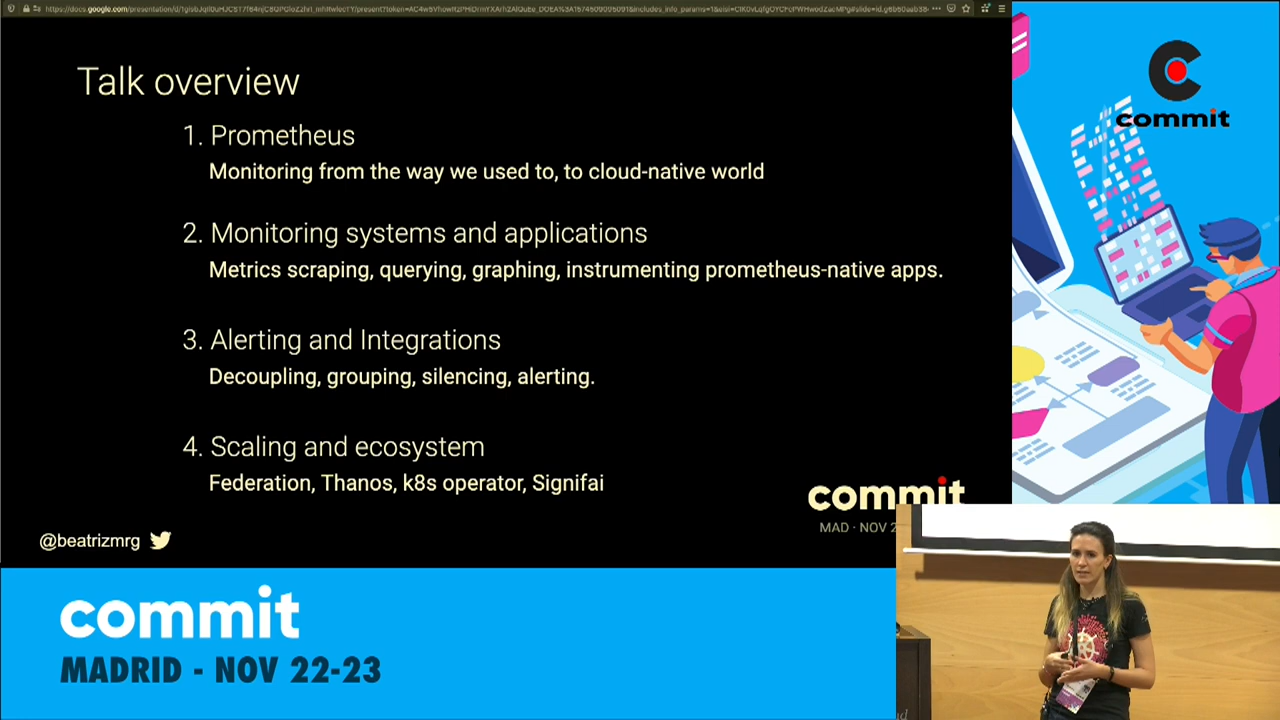 Talk overview
1. Prometheus
Monitoring from the way we used to, to cloud-native world
2. Monitoring systems and applications
Metrics scraping, querying, graphing, instrumenting prometheus-native apps.
3. Alerting and Integrations
Decoupling, grouping, silencing, alerting.
4. Scaling and ecosystem
Federation, Thanos, k8s operator, Signifai
commit
MAD · NOV 2
@beatrizmrg
commit
commit
MADRID - NOV 22-23